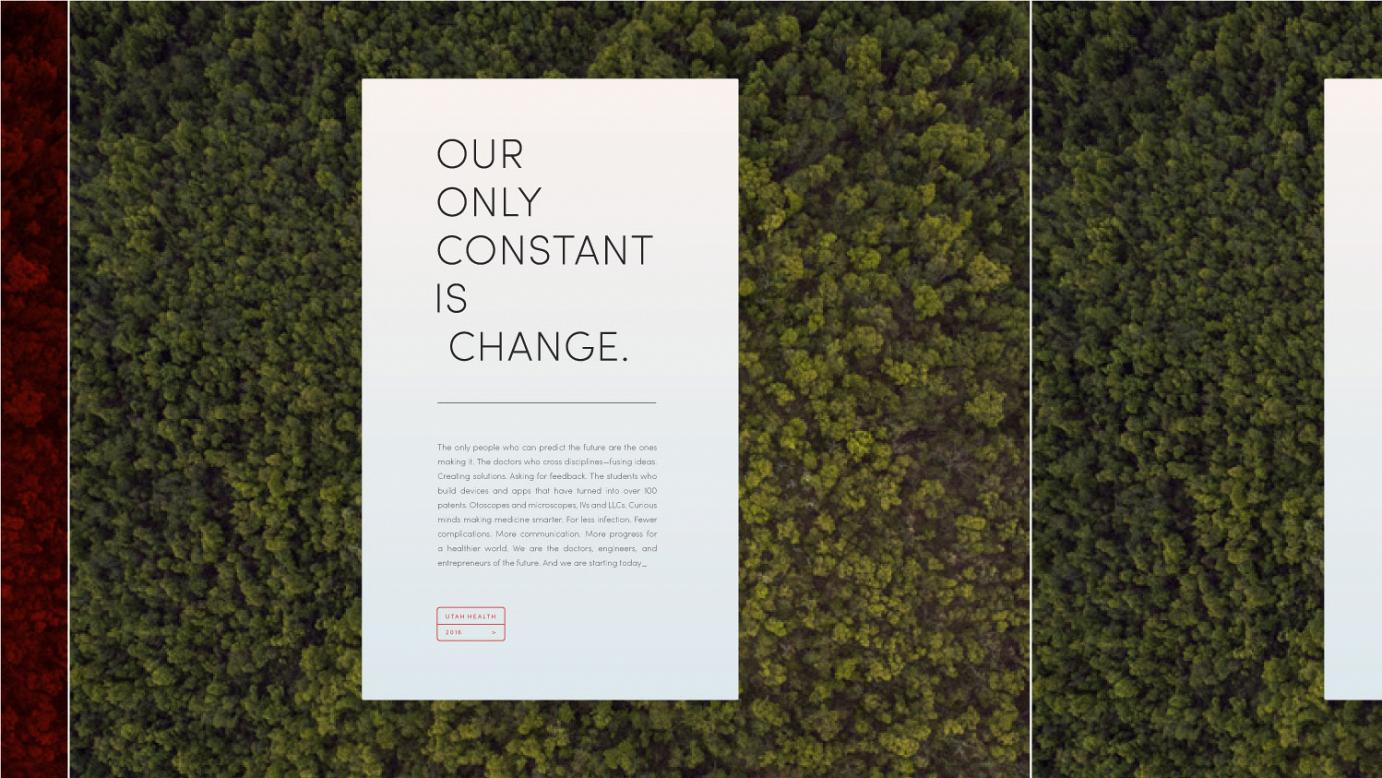 OUR
ONLY
CONSTANT
IS
CHANGE.
The only people who can predict the future are the ones
making it. The doctors who cross disciplines—fusing ideas.
Creating solutions. Asking for feedback. The students who
build devices and apps that have turned into over 100
patents. Otoscopes and microscopes, IVs and LLCs. Curious
minds making medicine smarter. For less infection. Fewer
complications. More communication. More progress for
a healthier world. We are the doctors, engineers, and
entrepreneurs of the future. And we are starting today_
UTAH HEALTH
2016 >